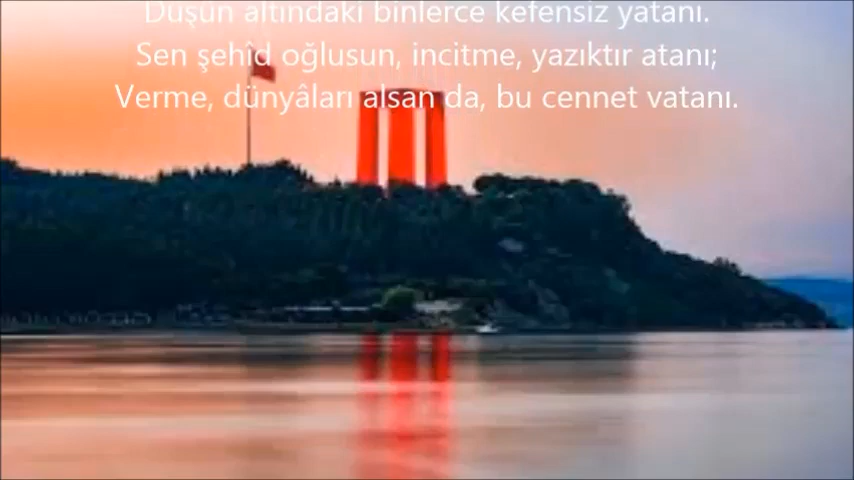 Düşün altındaki binlerce kefensiz yatanı.
Sen şehîd oğlusun, incitme, yazıktır atanı;
Verme, dünyâları alsan da, bu cennet vatanı.